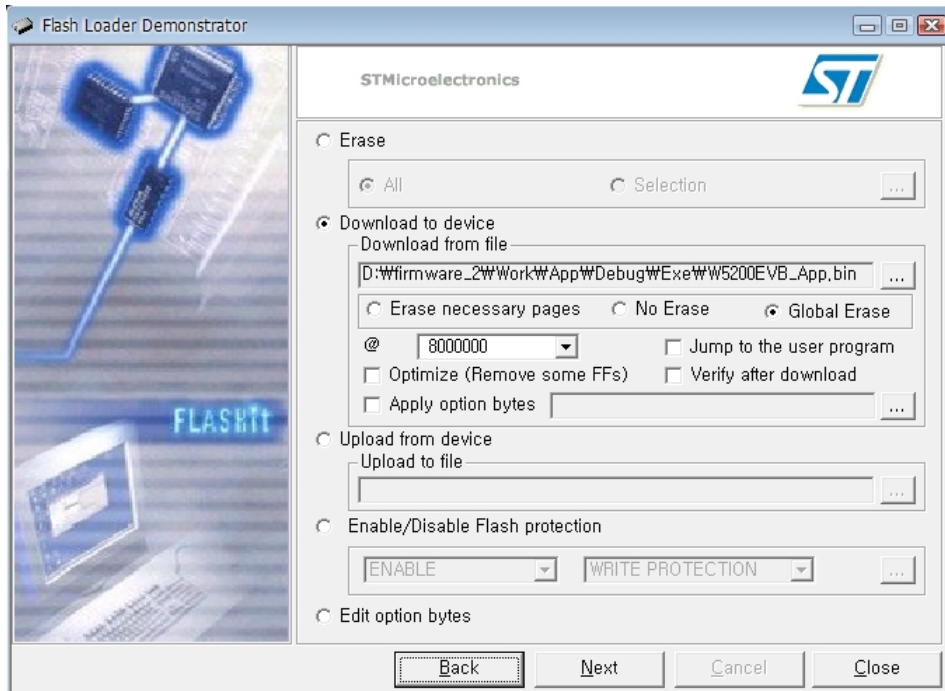 Flash Loader Demonstrator
STMicroelectronics
ST
Erase
All Selection ...
Download to device
Download from file
D:₩firmware_2₩Work₩App₩Debug₩Exe₩W5200EVB_App.bin ...
Erase necessary pages No Erase Global Erase
@ 8000000 Jump to the user program
Optimize (Remove some FFs) Verify after download
Apply option bytes ...
FLASHit
Upload from device
Upload to file
...
Enable/Disable Flash protection
ENABLE WRITE PROTECTION ...
Edit option bytes
Back Next Cancel Close